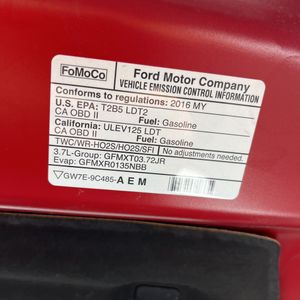 FoMoCo
Ford Motor Company
VEHICLE EMISSION CONTROL INFORMATION
Conforms to regulations: 2016 MY
U.S. EPA: T2B5 LDT2
CA OBD II Fuel: Gasoline
California: ULEV125 LDT
CA OBD II Fuel: Gasoline
TWC/WR-HO2S/HO2S/SFI No adjustments needed.
3.7L-Group: GFMXT03.72JR
Evap: GFMXR0135NBB
GW7E-9C485-AEM